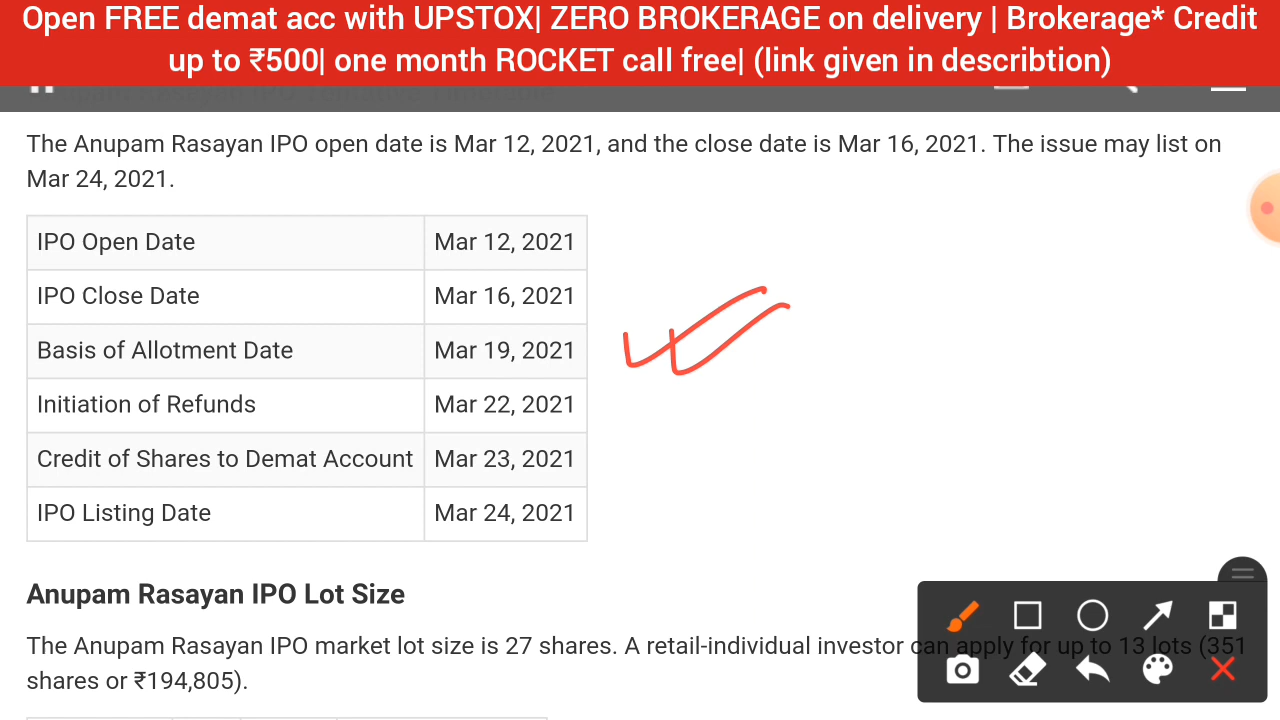 Open FREE demat acc with UPSTOX| ZERO BROKERAGE on delivery | Brokerage* Credit
up to ₹500| one month ROCKET call free| (link given in describtion)
The Anupam Rasayan IPO open date is Mar 12, 2021, and the close date is Mar 16, 2021. The issue may list on
Mar 24, 2021.
IPO Open Date Mar 12, 2021
IPO Close Date Mar 16, 2021
Basis of Allotment Date Mar 19, 2021
Initiation of Refunds Mar 22, 2021
Credit of Shares to Demat Account Mar 23, 2021
IPO Listing Date Mar 24, 2021
Anupam Rasayan IPO Lot Size
The Anupam Rasayan IPO market lot size is 27 shares. A retail-individual investor can apply for up to 13 lots (351
shares or ₹194,805).